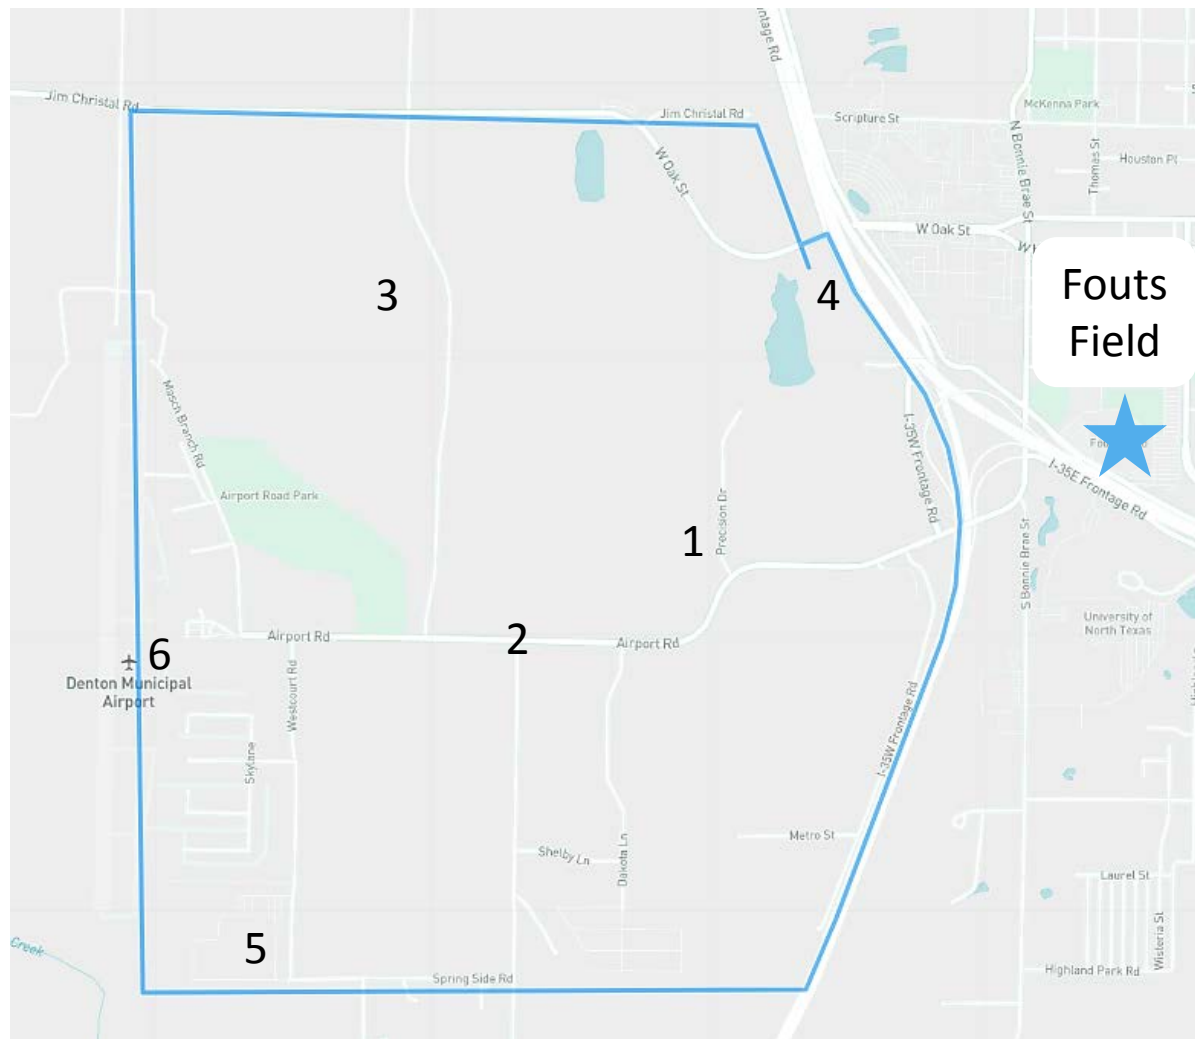 ntage Rd
Jim Christal Rd
Jim Christal Rd
Scripture St
McKenna Park
N Bonnie Brae St
Thomas St
Houston Pl
W Oak St
W Oak St
Fouts
Field
3
4
Masch Branch Rd
I-35W Frontage Rd
I-35E Frontage Rd
Airport Road Park
Precision Dr
1
S Bonnie Brae St
University of
North Texas
Airport Rd
2
Airport Rd
6
Denton Municipal
Airport
Westcourt Rd
I-35W Frontage Rd
Skylane
Metro St
Shelby Ln
Dakota Ln
Laurel St
Wisteria St
5
Creek
Spring Side Rd
Highland Park Rd